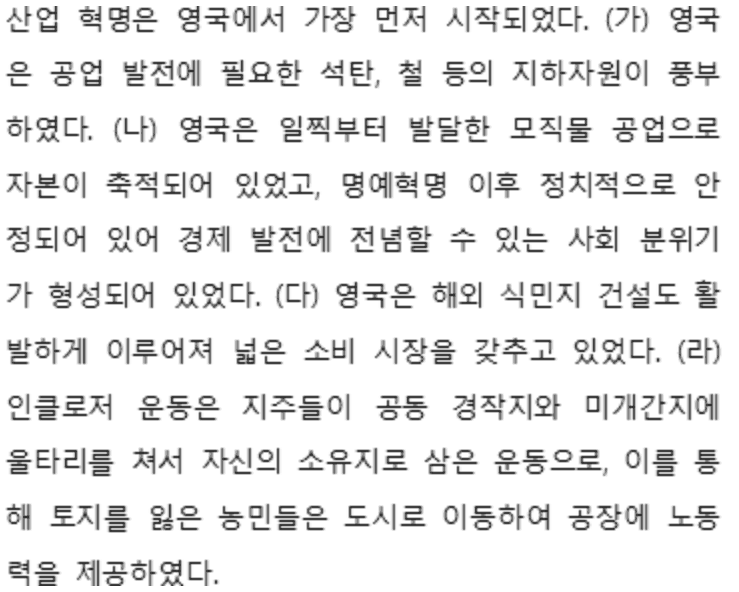 산업 혁명은 영국에서 가장 먼저 시작되었다. (가) 영국
은 공업 발전에 필요한 석탄, 철 등의 지하자원이 풍부
하였다. (나) 영국은 일찍부터 발달한 모직물 공업으로
자본이 축적되어 있었고, 명예혁명 이후 정치적으로 안
정되어 있어 경제 발전에 전념할 수 있는 사회 분위기
가 형성되어 있었다. (다) 영국은 해외 식민지 건설도 활
발하게 이루어져 넓은 소비 시장을 갖추고 있었다. (라)
인클로저 운동은 지주들이 공동 경작지와 미개간지에
울타리를 쳐서 자신의 소유지로 삼은 운동으로, 이를 통
해 토지를 잃은 농민들은 도시로 이동하여 공장에 노동
력을 제공하였다.